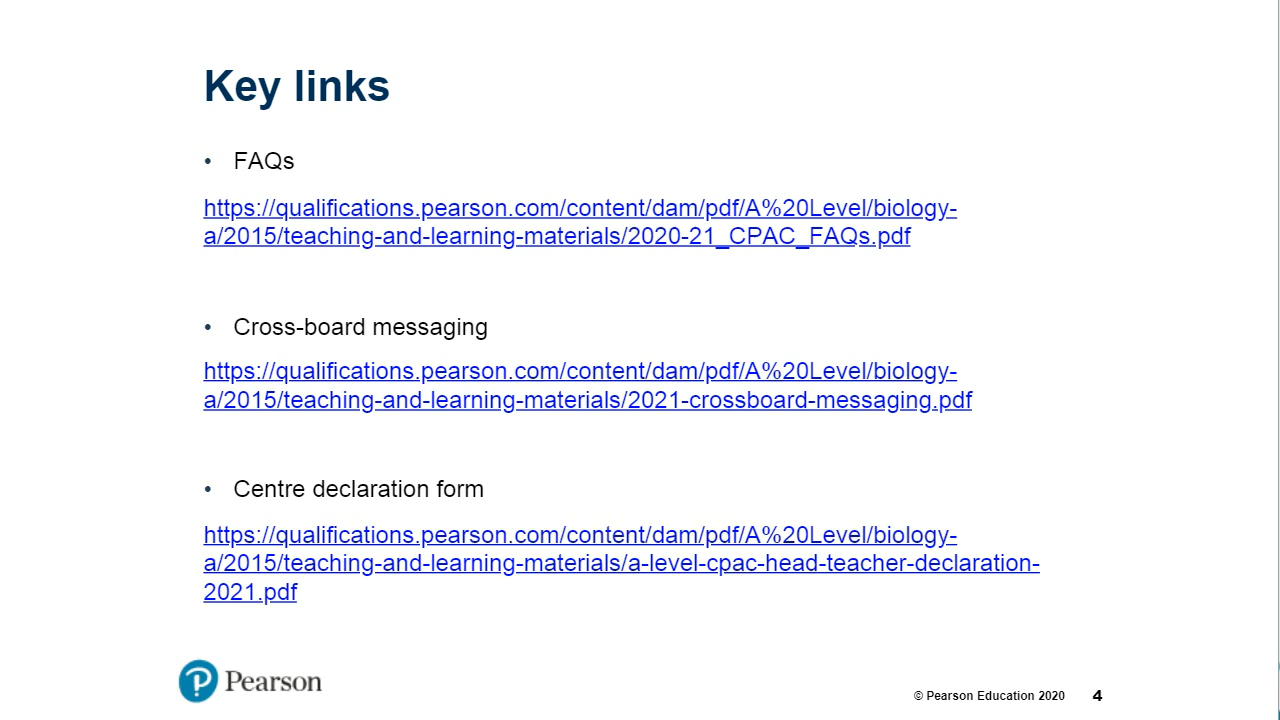 Key links
• FAQs
https://qualifications.pearson.com/content/dam/pdf/A%20Level/biology-
a/2015/teaching-and-learning-materials/2020-21_CPAC_FAQs.pdf
• Cross-board messaging
https://qualifications.pearson.com/content/dam/pdf/A%20Level/biology-
a/2015/teaching-and-learning-materials/2021-crossboard-messaging.pdf
• Centre declaration form
https://qualifications.pearson.com/content/dam/pdf/A%20Level/biology-
a/2015/teaching-and-learning-materials/a-level-cpac-head-teacher-declaration-
2021.pdf
Pearson
© Pearson Education 2020 4